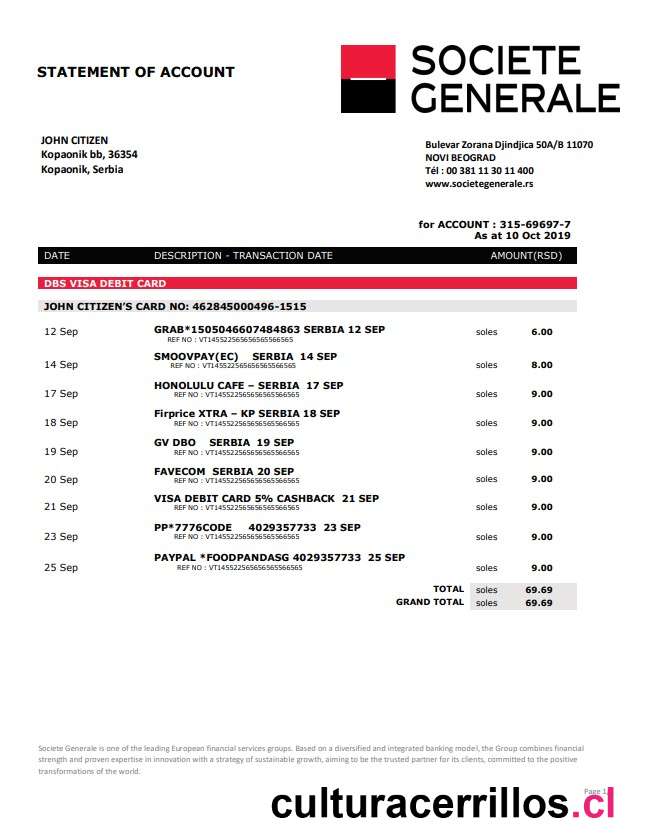 STATEMENT OF ACCOUNT
SOCIETE
GENERALE
JOHN CITIZEN
Kopaonik bb, 36354
Kopaonik, Serbia
Bulevar Zorana Djindjica 50A/B 11070
NOVI BEOGRAD
Tél : 00 381 11 30 11 400
www.societegenerale.rs
for ACCOUNT : 315-69697-7
As at 10 Oct 2019
DATE DESCRIPTION - TRANSACTION DATE AMOUNT(RSD)
DBS VISA DEBIT CARD
JOHN CITIZEN'S CARD NO: 462845000496-1515
12 Sep GRAB*1505046607484863 SERBIA 12 SEP soles 6.00
REF NO : VT145522565656565566565
14 Sep SMOOVPAY(EC) SERBIA 14 SEP soles 8.00
REF NO : VT145522565656565566565
17 Sep HONOLULU CAFE – SERBIA 17 SEP soles 9.00
REF NO : VT145522565656565566565
18 Sep Firprice XTRA – KP SERBIA 18 SEP soles 9.00
REF NO : VT145522565656565566565
19 Sep GV DBO SERBIA 19 SEP soles 9.00
REF NO : VT145522565656565566565
20 Sep FAVECOM SERBIA 20 SEP soles 9.00
REF NO : VT145522565656565566565
21 Sep VISA DEBIT CARD 5% CASHBACK 21 SEP soles 9.00
REF NO : VT145522565656565566565
23 Sep PP*7776CODE 4029357733 23 SEP soles 9.00
REF NO : VT145522565656565566565
25 Sep PAYPAL *FOODPANDASG 4029357733 25 SEP soles 9.00
REF NO : VT145522565656565566565
TOTAL soles 69.69
GRAND TOTAL soles 69.69
Societe Generale is one of the leading European financial services groups. Based on a diversified and integrated banking model, the Group combines financial
strength and proven expertise in innovation with a strategy of sustainable growth, aiming to be the trusted partner for its clients, committed to the positive
transformations of the world.
Page 1
culturacerrillos.cl